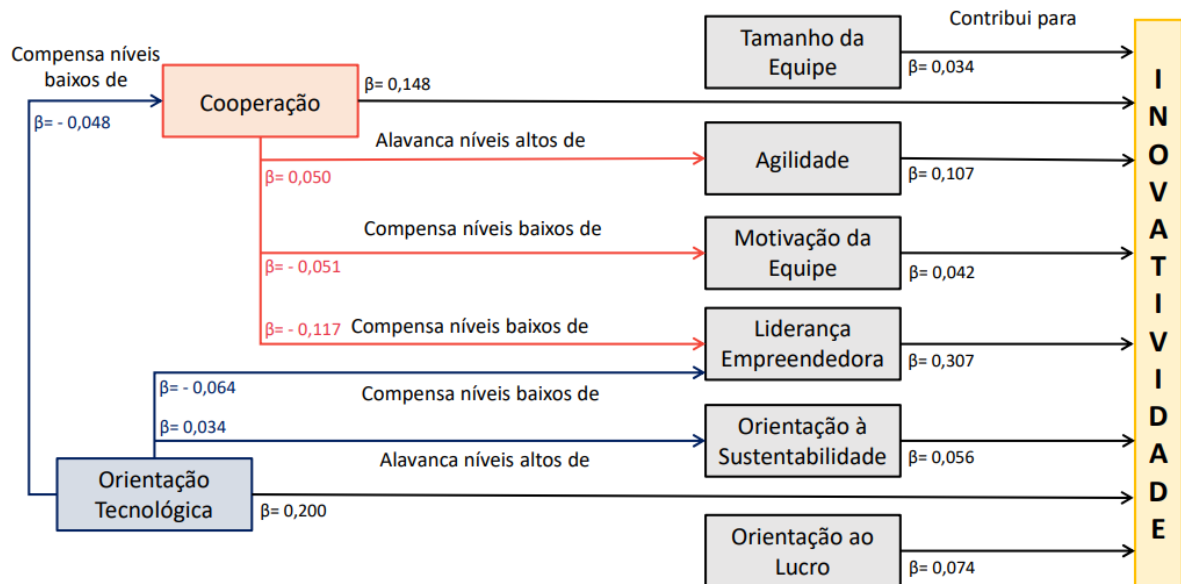 Contribui para
Tamanho da
Equipe
β= 0,034
Compensa níveis
baixos de
β= - 0,048
Cooperação
β= 0,148
Alavanca níveis altos de
β= 0,050
Agilidade
β= 0,107
Compensa níveis baixos de
β= - 0,051
Motivação da
Equipe
β= 0,042
Compensa níveis baixos de
β= - 0,117
Liderança
Empreendedora
β= 0,307
β= - 0,064
Compensa níveis baixos de
β= 0,034
Alavanca níveis altos de
Orientação à
Sustentabilidade
β= 0,056
Orientação
Tecnológica
β= 0,200
Orientação ao
Lucro
β= 0,074
I
N
O
V
A
T
I
V
I
D
A
D
E